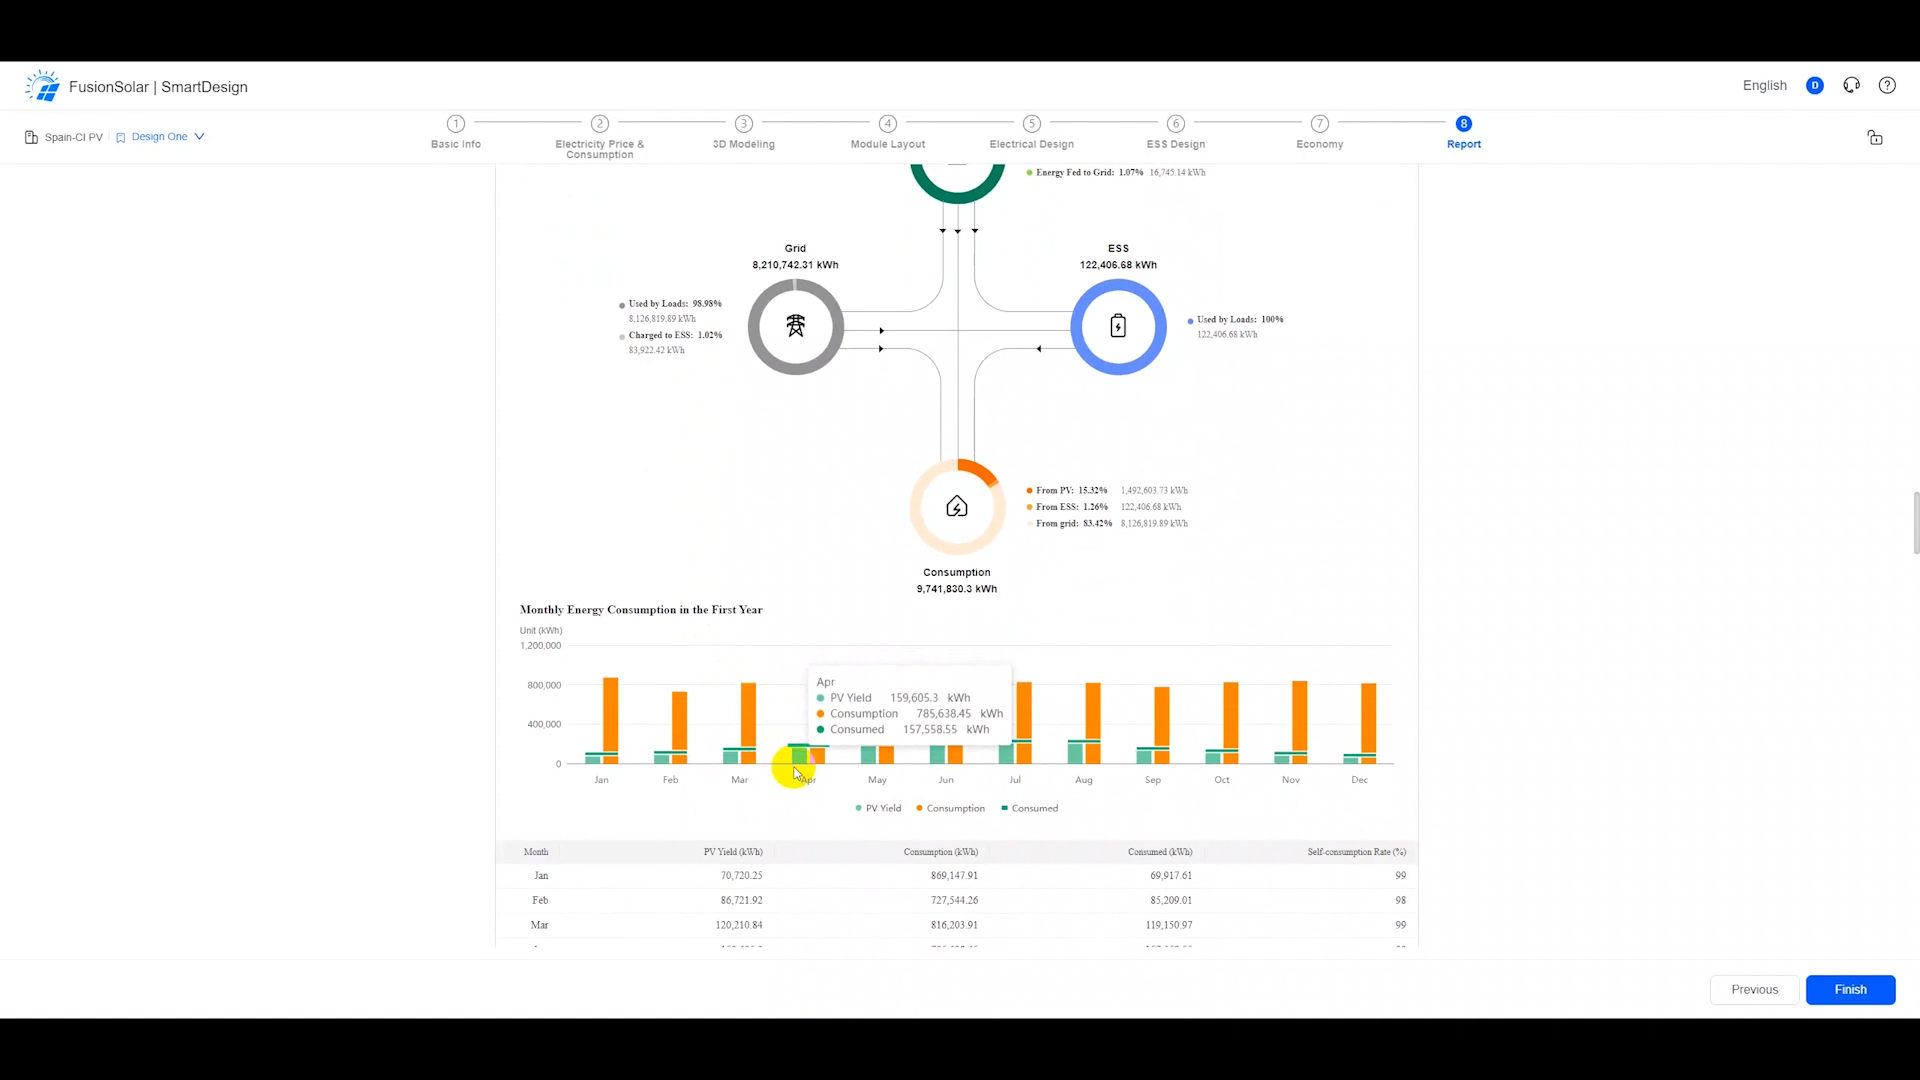 FusionSolar | SmartDesign
English
D
?
Spain-CI PV
Design One
1
2
3
4
5
6
7
8
Basic Info
Electricity Price &
Consumption
3D Modeling
Module Layout
Electrical Design
ESS Design
Economy
Report
Energy Fed to Grid: 1.07% 16,745.14 kWh
Grid
8,210,742.31 kWh
ESS
122,406.68 kWh
Used by Loads: 98.98%
8,126,819.89 kWh
Charged to ESS: 1.02%
83,922.42 kWh
Used by Loads: 100%
122,406.68 kWh
From PV: 15.32% 1,492,603.73 kWh
From ESS: 1.26% 122,406.68 kWh
From grid: 83.42% 8,126,819.89 kWh
Consumption
9,741,830.3 kWh
Monthly Energy Consumption in the First Year
Unit (kWh)
1,200,000
800,000
400,000
0
Apr
PV Yield 159,605.3 kWh
Consumption 785,638.45 kWh
Consumed 157,558.55 kWh
Jan Feb Mar Apr May Jun Jul Aug Sep Oct Nov Dec
PV Yield Consumption Consumed
Month PV Yield (kWh) Consumption (kWh) Consumed (kWh) Self-consumption Rate (%)
Jan 70,720.25 869,147.91 69,917.61 99
Feb 86,721.92 727,544.26 85,209.01 98
Mar 120,210.84 816,203.91 119,150.97 99
Previous
Finish